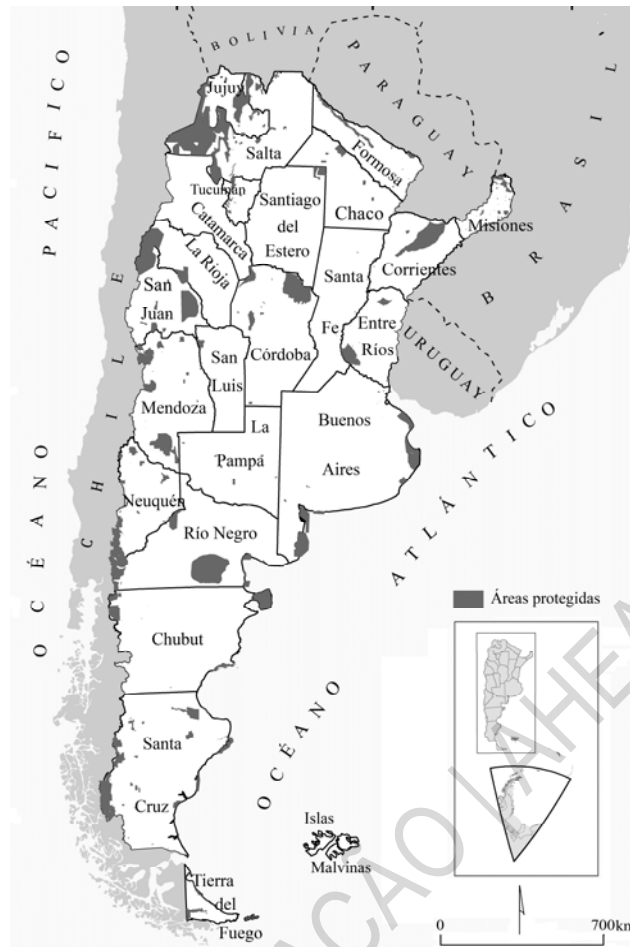 BOLIVIA
PARAGUAY
BRASIL
URUGUAY
CHILE
OCÉANO PACIFICO
OCÉANO ATLÁNTICO
Jujuy
Salta
Formosa
Tucumán
Catamarca
Santiago
del
Estero
Chaco
Misiones
Corrientes
La Rioja
San
Juan
Santa
Fe
Entre
Ríos
Córdoba
San
Luis
Mendoza
La
Pampá
Buenos
Aires
Neuquén
Río Negro
Chubut
Santa
Cruz
Tierra
del
Fuego
Islas
Malvinas
Áreas protegidas
0 700km